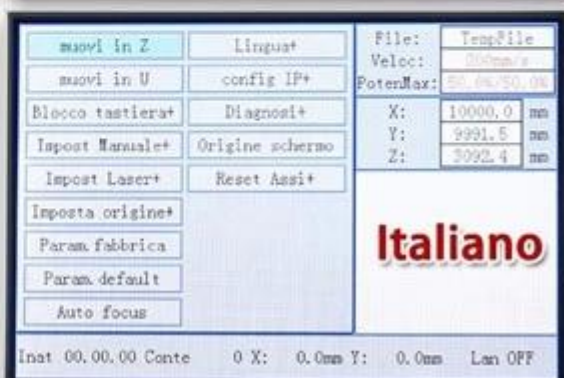 muovi in Z
muovi in U
Blocco tastiera+
Impost Manuale+
Impost Laser+
Imposta origine+
Param. fabbrica
Param. default
Auto focus
Lingua+
config IP+
Diagnosi+
Origine schermo
Reset Assi+
File: TempFile
Veloc: 200mm/s
PotenMax: 50.0%/50.0%
X: 10000.0 mm
Y: 9991.5 mm
Z: 3092.4 mm
Italiano
Inat 00.00.00 Conte 0 X: 0.0mm Y: 0.0mm Lan OFF